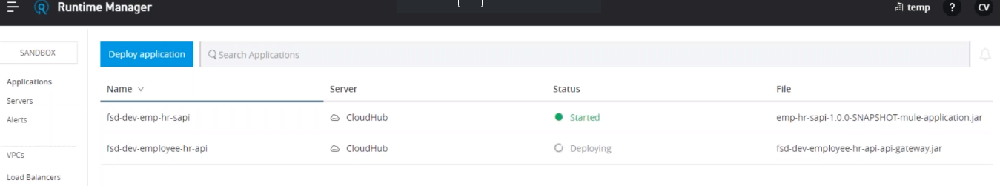 Runtime Manager temp ? CV
SANDBOX
Deploy application Search Applications
Applications
Servers
Alerts
VPCs
Load Balancers
Name Server Status File
fsd-dev-emp-hr-sapi CloudHub Started emp-hr-sapi-1.0.0-SNAPSHOT-mule-application.jar
fsd-dev-employee-hr-api CloudHub Deploying fsd-dev-employee-hr-api-api-gateway.jar